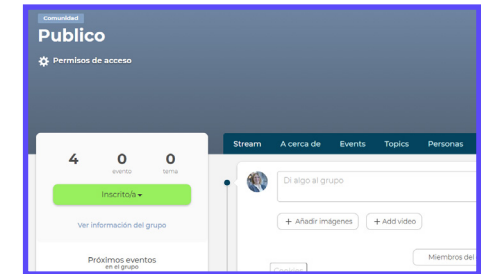 Comunidad
Publico
Permisos de acceso
Stream A cerca de Events Topics Personas
4 0 0
evento tema
Inscrito/a
Ver información del grupo
Próximos eventos
en el grupo
Di algo al grupo
+ Añadir imágenes + Add video
Miembros del